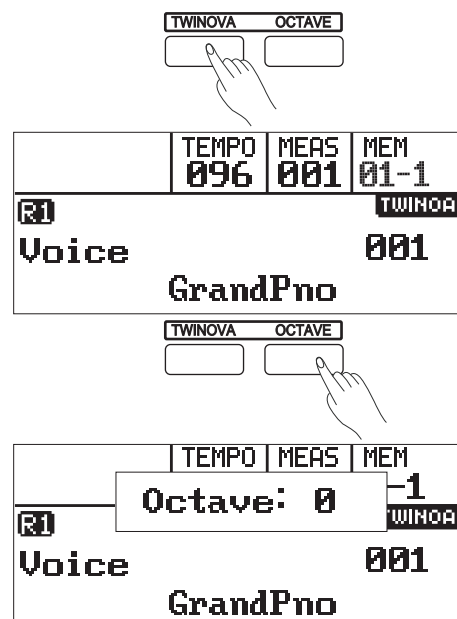 TWINOVA OCTAVE
TEMPO MEAS MEM
096 001 01-1
R1 TWINOA
Voice 001
GrandPno
TWINOVA OCTAVE
TEMPO MEAS MEM
Octave: 0 -1
R1 WINOA
Voice 001
GrandPno